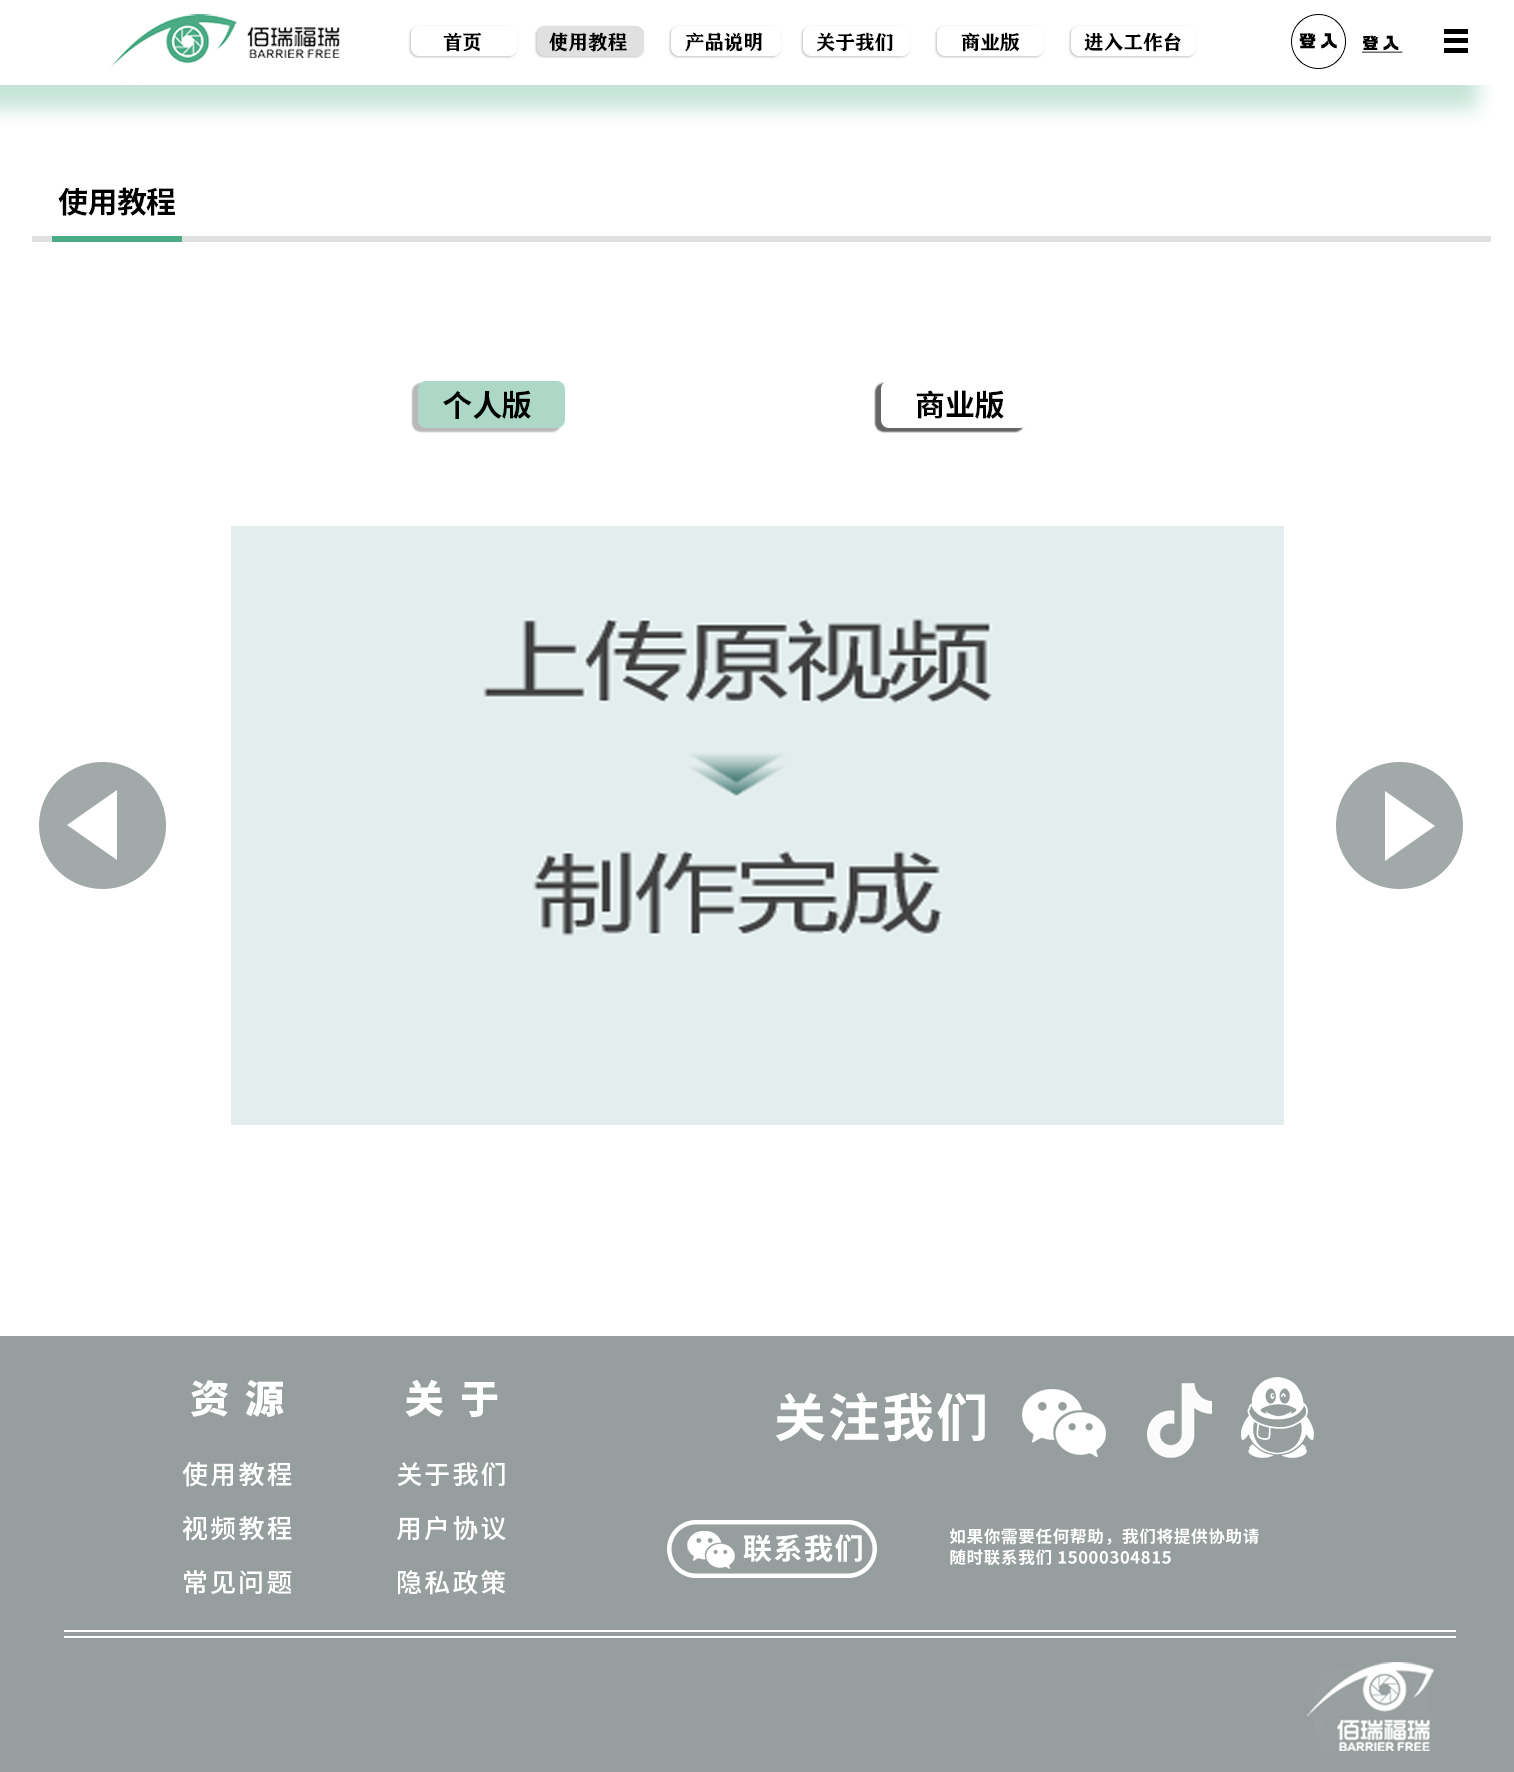 佰瑞福瑞
BARRIER FREE
首页
使用教程
产品说明
关于我们
商业版
进入工作台
登入
登入
使用教程
个人版
商业版
上传原视频
制作完成
资源
使用教程
视频教程
常见问题
关于
关于我们
用户协议
隐私政策
关注我们
联系我们
如果你需要任何帮助，我们将提供协助请
随时联系我们 15000304815
佰瑞福瑞
BARRIER FREE